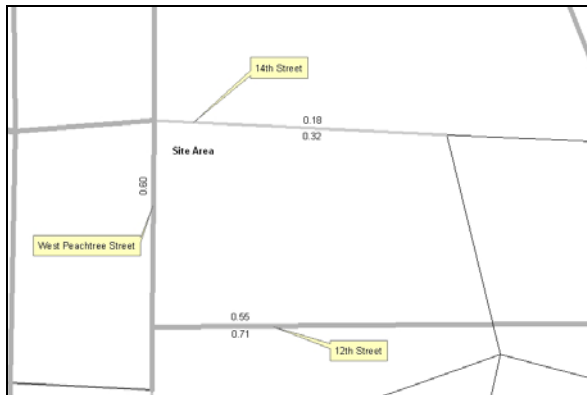 14th Street
0.18
0.32
Site Area
0.60
West Peachtree Street
0.55
0.71
12th Street